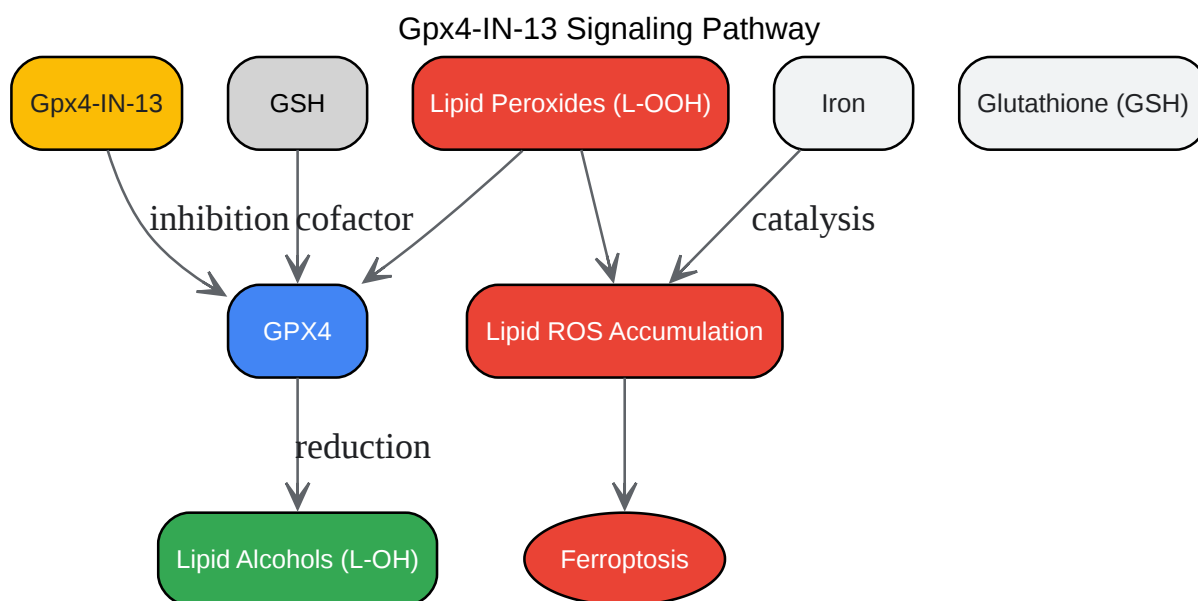 Gpx4-IN-13 Signaling Pathway
Gpx4-IN-13
GSH
Lipid Peroxides (L-OOH)
Iron
Glutathione (GSH)
inhibition
cofactor
catalysis
GPX4
Lipid ROS Accumulation
reduction
Lipid Alcohols (L-OH)
Ferroptosis